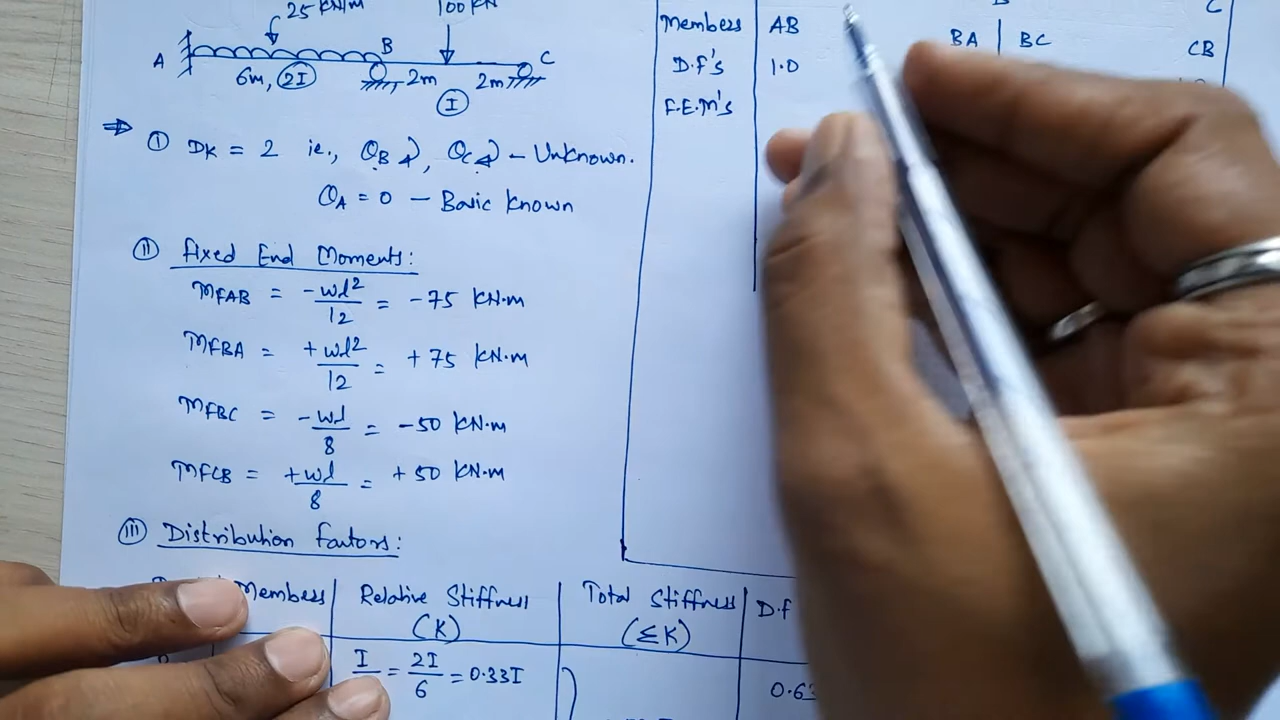 25 KN/m 100 KN
A B C
6m, 2I 2m 2m
I
⇒ ① DK = 2 ie., θB, θC - Unknown.
θA = 0 - Basic Known
② Fixed End Moments:
MFAB = -wl²/12 = -75 KN.m
MFBA = +wl²/12 = +75 KN.m
MFBC = -wl/8 = -50 KN.m
MFCB = +wl/8 = +50 KN.m
③ Distribution Factors:
Members Relative Stiffness (K) Total Stiffness (ΣK) D.f
I = 2I/6 = 0.33I 0.63
C
Members AB BA BC CB
D.f's 1.0
F.E.M's